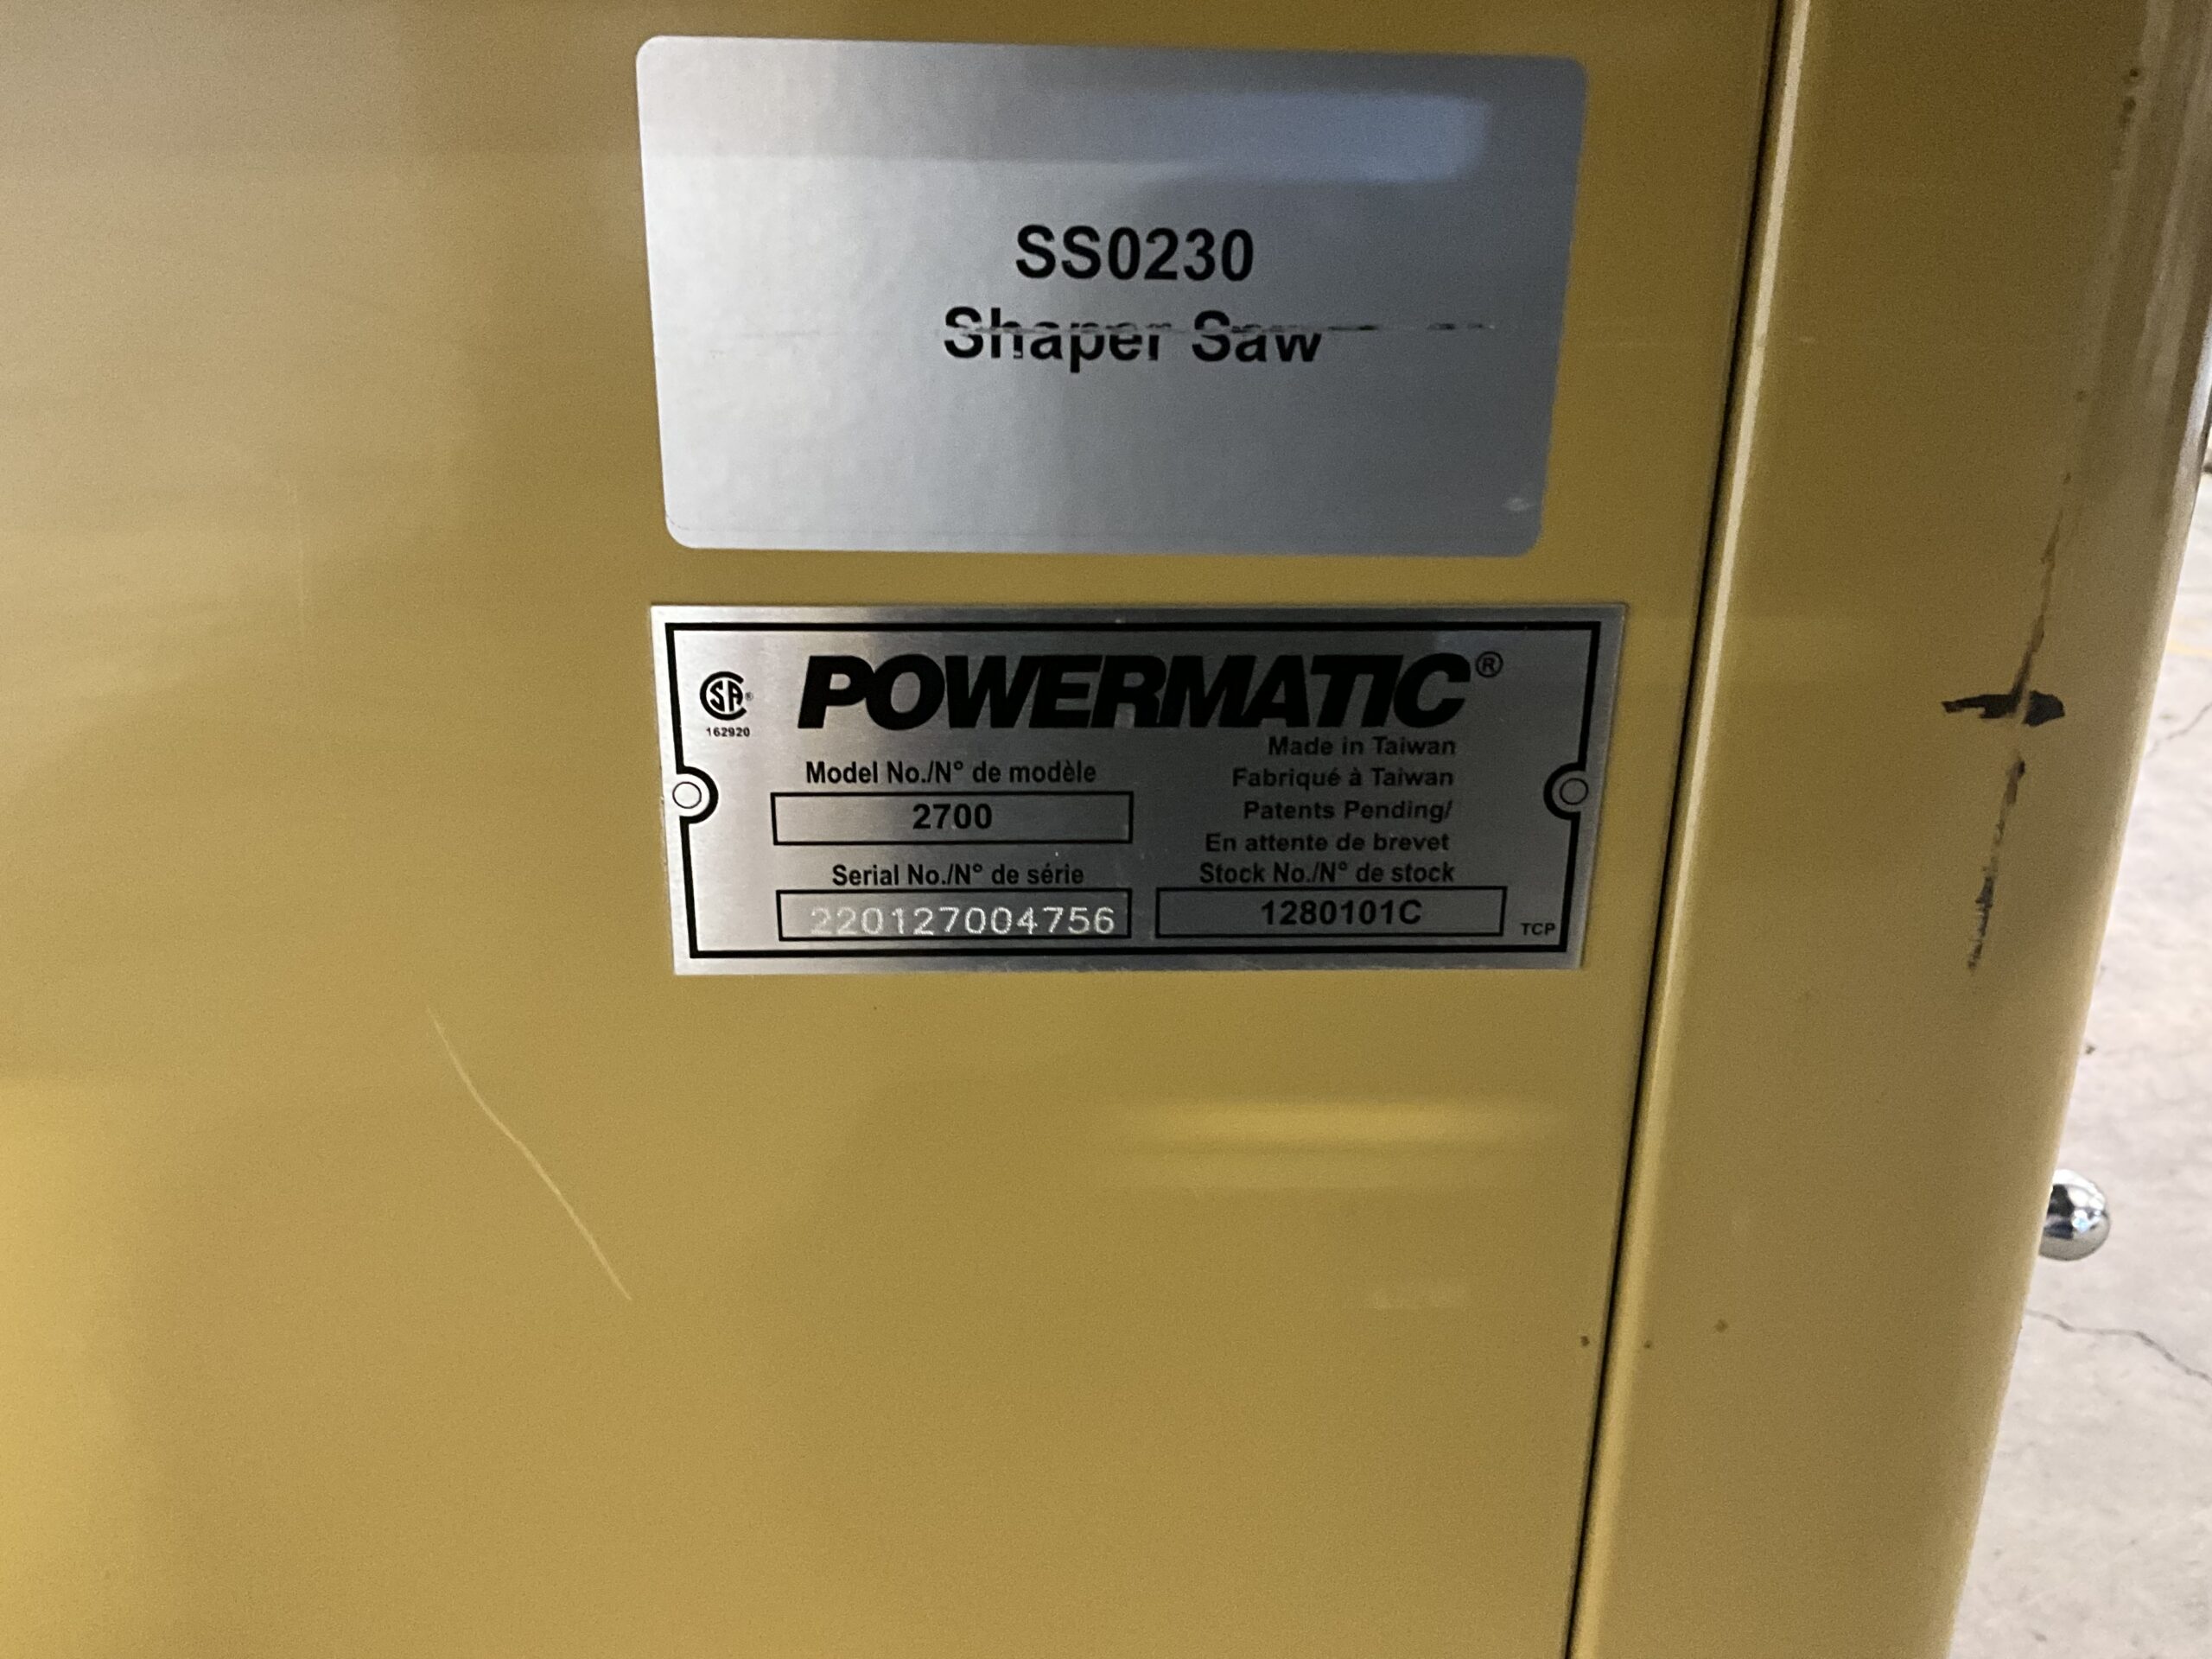 SS0230
Shaper Saw
SA®
162920
POWERMATIC®
Made in Taiwan
Fabriqué à Taiwan
Patents Pending/
En attente de brevet
Model No./N° de modèle
2700
Serial No./N° de série
220127004756
Stock No./N° de stock
1280101C
TCP